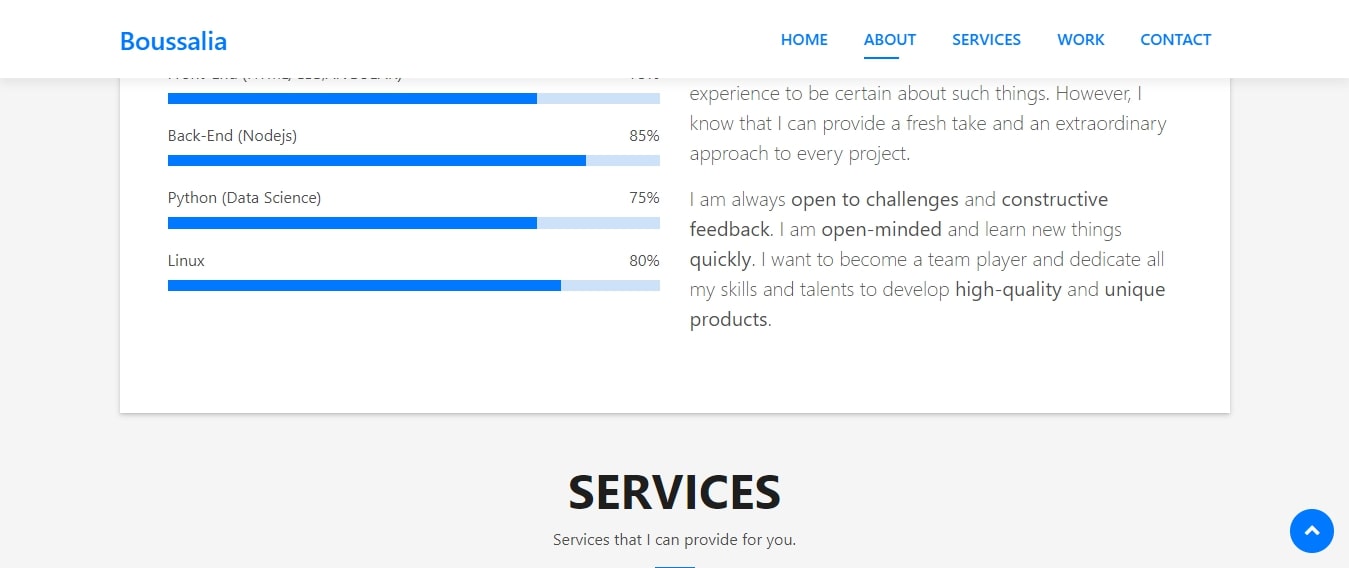 Boussalia
HOME ABOUT SERVICES WORK CONTACT
Back-End (Nodejs) 85%
Python (Data Science) 75%
Linux 80%
experience to be certain about such things. However, I
know that I can provide a fresh take and an extraordinary
approach to every project.
I am always open to challenges and constructive
feedback. I am open-minded and learn new things
quickly. I want to become a team player and dedicate all
my skills and talents to develop high-quality and unique
products.
SERVICES
Services that I can provide for you.